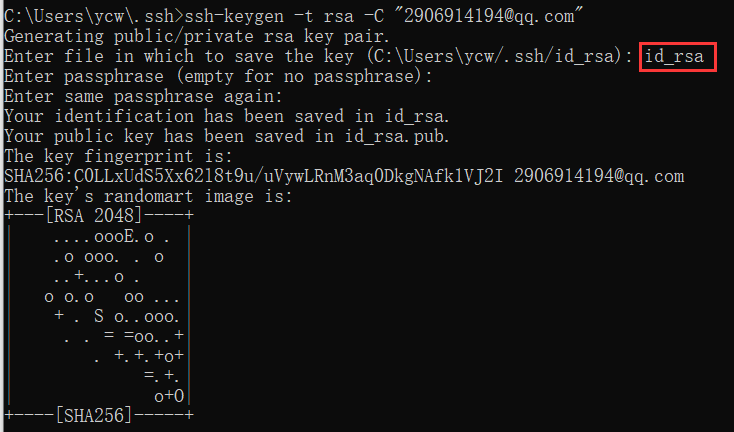 C:\Users\ycw\.ssh>ssh-keygen -t rsa -C "2906914194@qq.com"
Generating public/private rsa key pair.
Enter file in which to save the key (C:\Users\ycw/.ssh/id_rsa): id_rsa
Enter passphrase (empty for no passphrase):
Enter same passphrase again:
Your identification has been saved in id_rsa.
Your public key has been saved in id_rsa.pub.
The key fingerprint is:
SHA256:COLLxUdS5Xx62l8t9u/uVywLRnM3aqODkgNAfklVJ2I 2906914194@qq.com
The key's randomart image is:
+---[RSA 2048]----+
|    ....oooE.o . |
|    .o ooo. . o  |
|    ..+...o .    |
|   o o.o   oo ...|
|    + . S o..ooo.|
|     . . = =oo..+|
|        . +.+.+o+|
|             =.+.|
|              o+O|
+----[SHA256]-----+